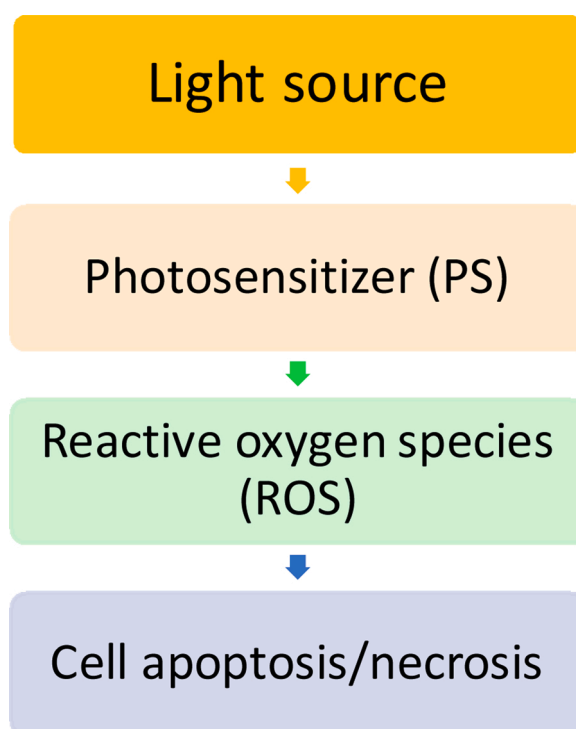 Light source
Photosensitizer (PS)
Reactive oxygen species
(ROS)
Cell apoptosis/necrosis